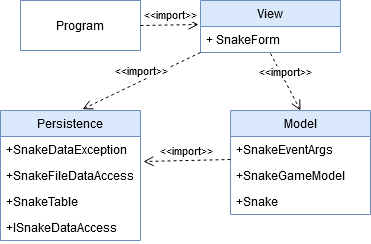 Program
<<import>>
View
+ SnakeForm
<<import>>
<<import>>
Persistence
+SnakeDataException
+SnakeFileDataAccess
+SnakeTable
+ISnakeDataAccess
<<import>>
Model
+SnakeEventArgs
+SnakeGameModel
+Snake